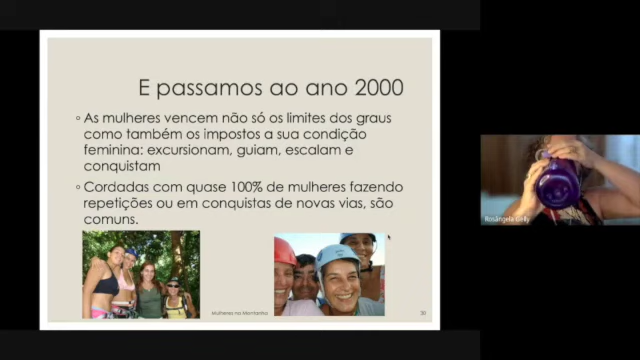 E passamos ao ano 2000
◦ As mulheres vencem não só os limites dos graus
como também os impostos a sua condição
feminina: excursionam, guiam, escalam e
conquistam
◦ Cordadas com quase 100% de mulheres fazendo
repetições ou em conquistas de novas vias, são
comuns.
Mulheres na Montanha
20
Rosângela Gelly